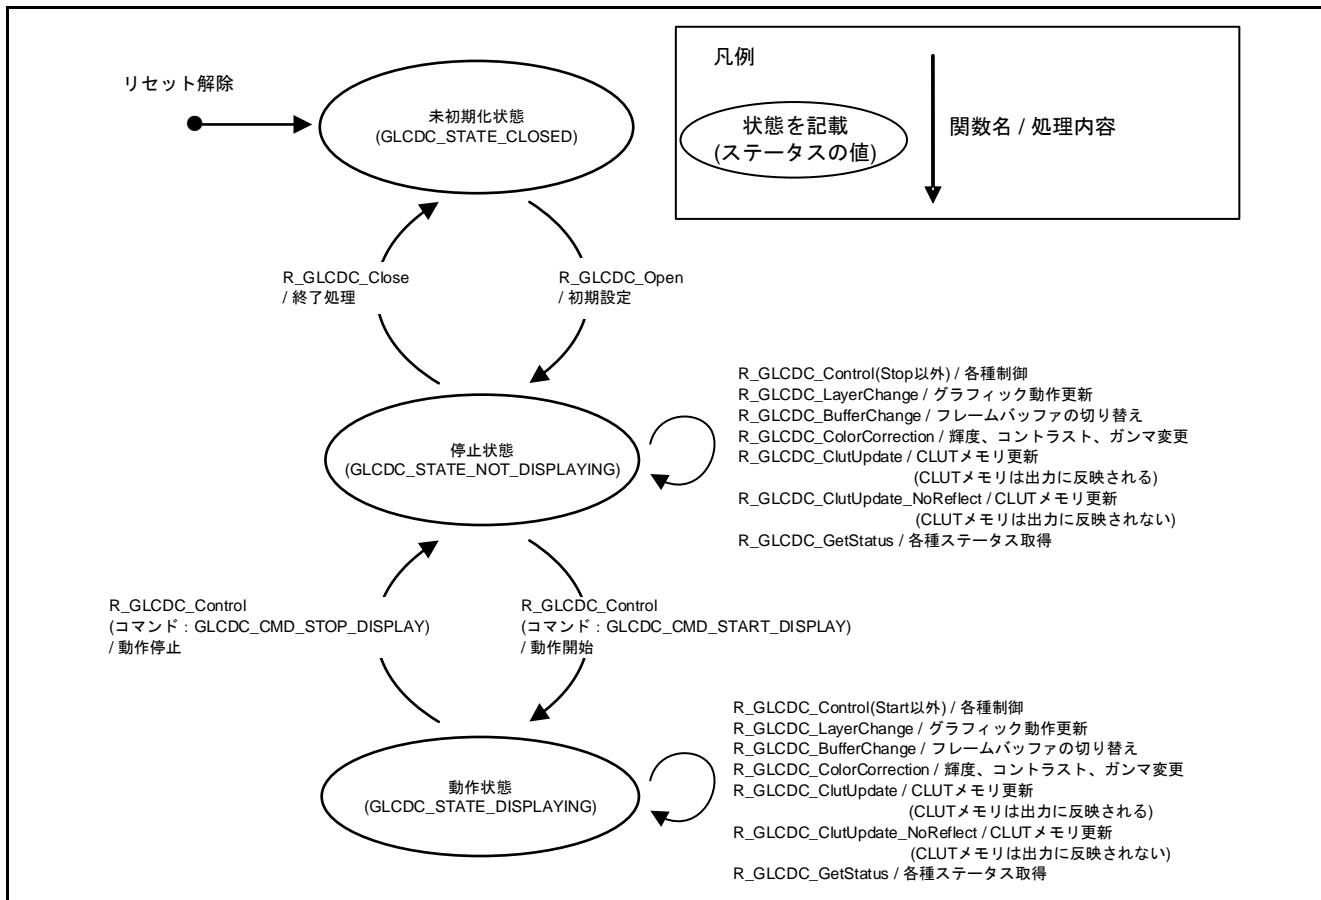 リセット解除
未初期化状態
(GLCDC_STATE_CLOSED)
凡例
状態を記載
(ステータスの値)
関数名 / 処理内容
R_GLCDC_Close
/ 終了処理
R_GLCDC_Open
/ 初期設定
停止状態
(GLCDC_STATE_NOT_DISPLAYING)
R_GLCDC_Control(Stop以外) / 各種制御
R_GLCDC_LayerChange / グラフィック動作更新
R_GLCDC_BufferChange / フレームバッファの切り替え
R_GLCDC_ColorCorrection / 輝度、コントラスト、ガンマ変更
R_GLCDC_ClutUpdate / CLUTメモリ更新
(CLUTメモリは出力に反映される)
R_GLCDC_ClutUpdate_NoReflect / CLUTメモリ更新
(CLUTメモリは出力に反映されない)
R_GLCDC_GetStatus / 各種ステータス取得
R_GLCDC_Control
(コマンド：GLCDC_CMD_STOP_DISPLAY)
/ 動作停止
R_GLCDC_Control
(コマンド：GLCDC_CMD_START_DISPLAY)
/ 動作開始
動作状態
(GLCDC_STATE_DISPLAYING)
R_GLCDC_Control(Start以外) / 各種制御
R_GLCDC_LayerChange / グラフィック動作更新
R_GLCDC_BufferChange / フレームバッファの切り替え
R_GLCDC_ColorCorrection / 輝度、コントラスト、ガンマ変更
R_GLCDC_ClutUpdate / CLUTメモリ更新
(CLUTメモリは出力に反映される)
R_GLCDC_ClutUpdate_NoReflect / CLUTメモリ更新
(CLUTメモリは出力に反映されない)
R_GLCDC_GetStatus / 各種ステータス取得